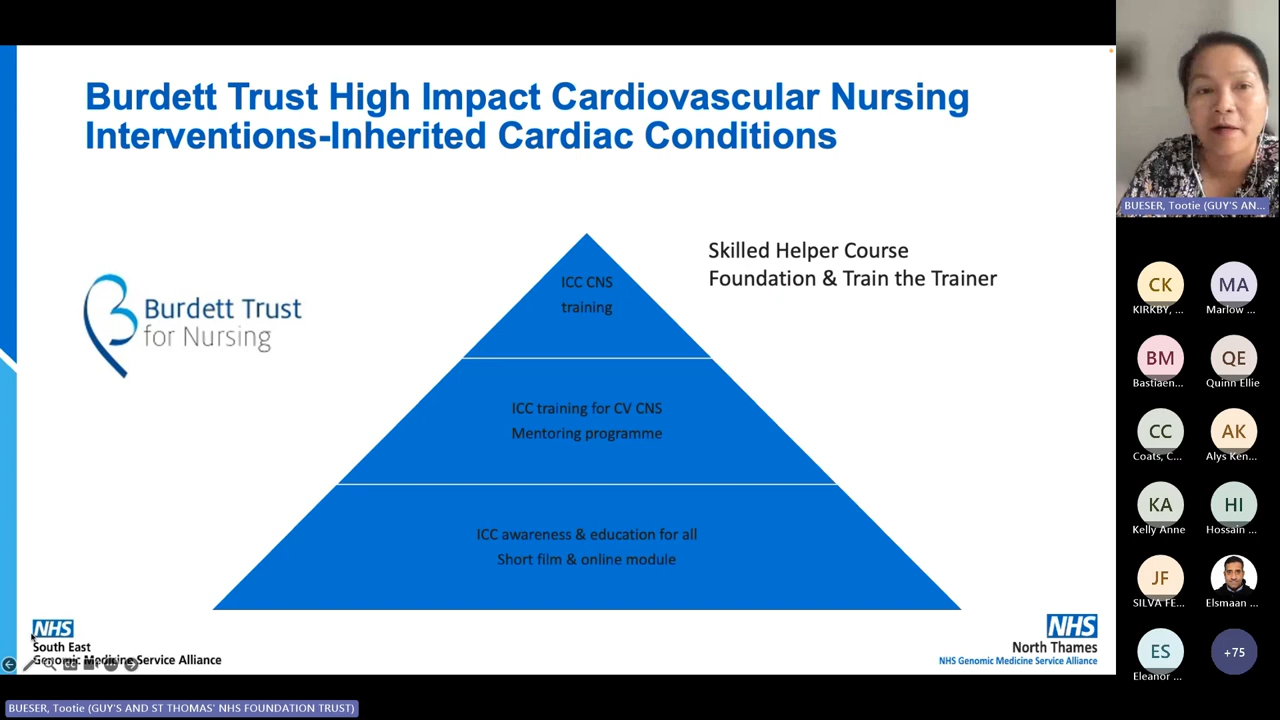 Burdett Trust High Impact Cardiovascular Nursing
Interventions-Inherited Cardiac Conditions
Burdett Trust
for Nursing
Skilled Helper Course
Foundation & Train the Trainer
ICC CNS
training
ICC training for CV CNS
Mentoring programme
ICC awareness & education for all
Short film & online module
NHS
South East
Genomic Medicine Service Alliance
NHS
North Thames
NHS Genomic Medicine Service Alliance
BUESER, Tootie (GUY'S AN...
CK
MA
KIRKBY, ...
Marlow ...
BM
QE
Bastiaen...
Quinn Ellie
CC
AK
Coats, C...
Alys Ken...
KA
HI
Kelly Anne
Hossain ...
JF
SILVA FE...
Elsmaan ...
ES
+75
Eleanor ...
BUESER, Tootie (GUY'S AND ST THOMAS' NHS FOUNDATION TRUST)